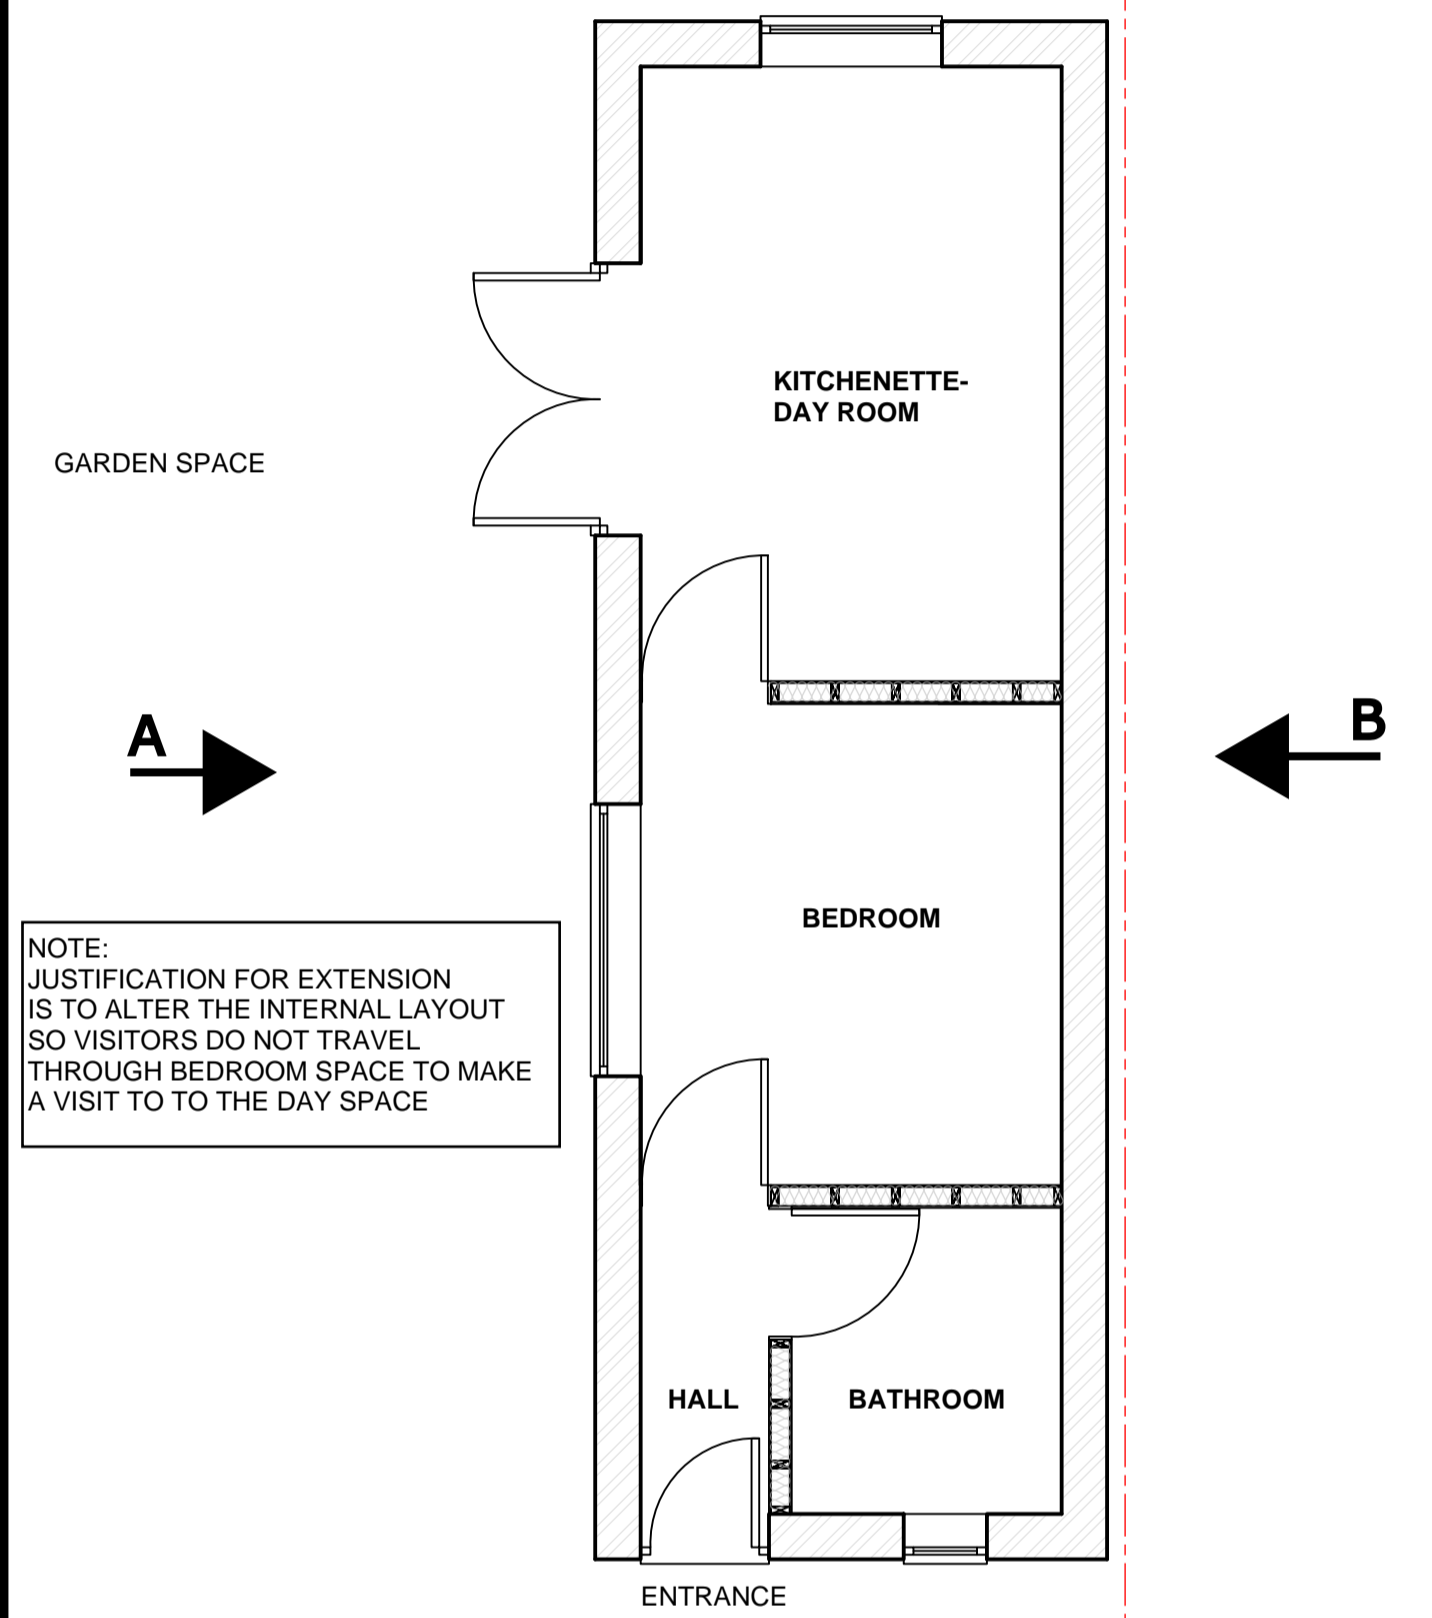 KITCHENETTE-
DAY ROOM
GARDEN SPACE
A
B
BEDROOM
NOTE:
JUSTIFICATION FOR EXTENSION
IS TO ALTER THE INTERNAL LAYOUT
SO VISITORS DO NOT TRAVEL
THROUGH BEDROOM SPACE TO MAKE
A VISIT TO TO THE DAY SPACE
HALL
BATHROOM
ENTRANCE